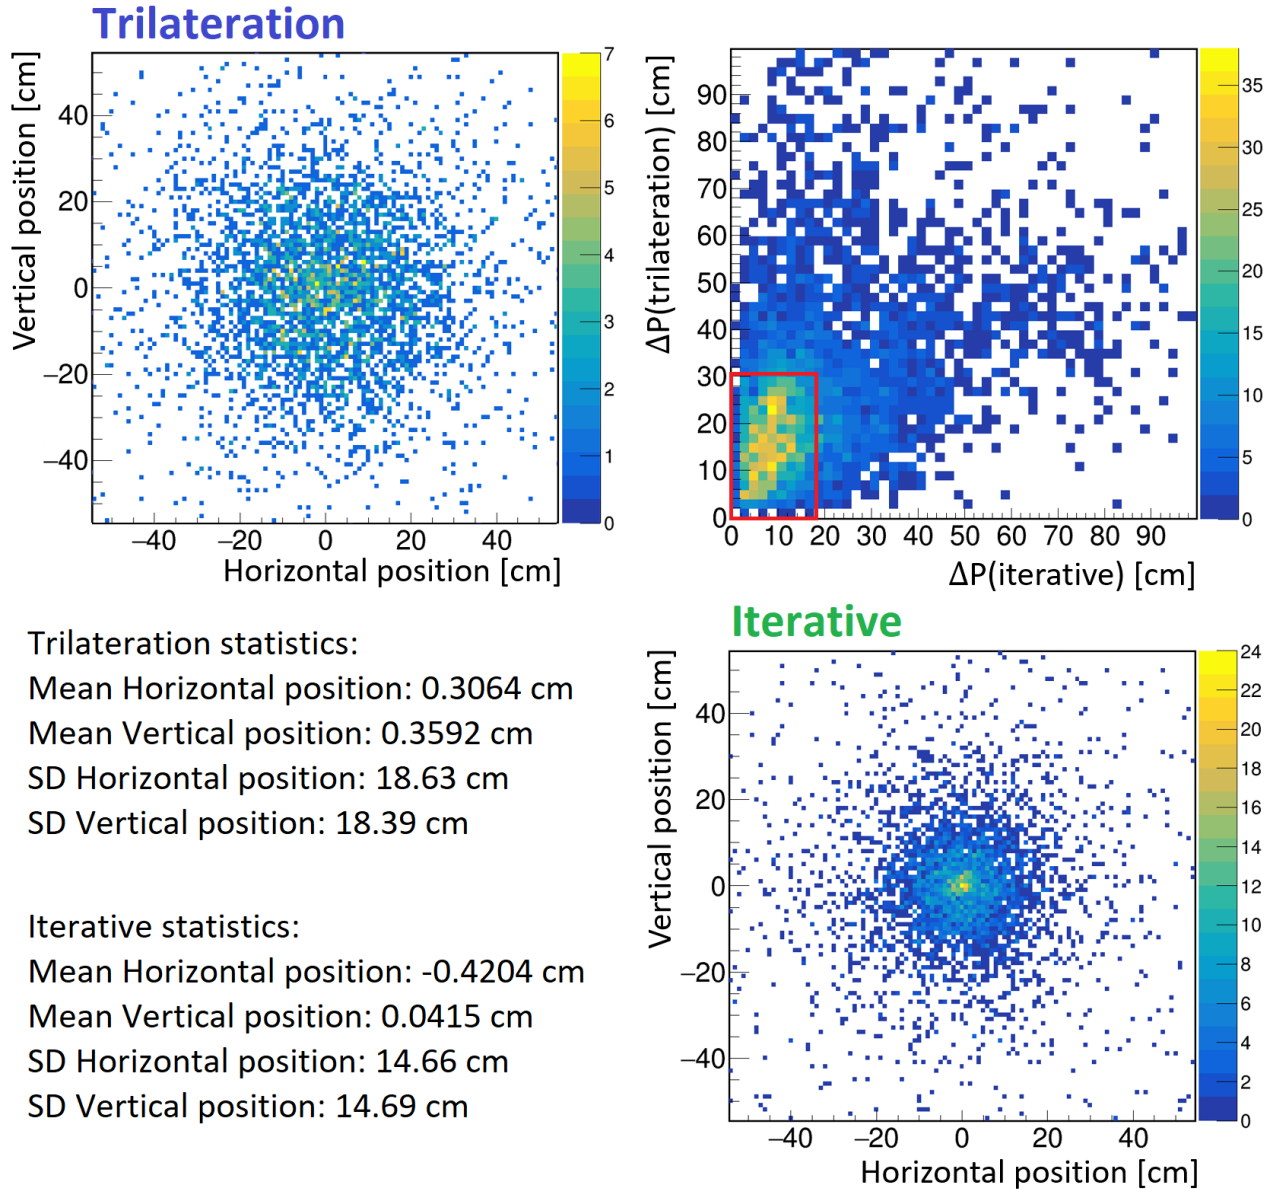 Trilateration
Vertical position [cm]
40
20
0
−20
−40
−40 −20 0 20 40
Horizontal position [cm]
7
6
5
4
3
2
1
0
ΔP(trilateration) [cm]
90
80
70
60
50
40
30
20
10
0
0 10 20 30 40 50 60 70 80 90
ΔP(iterative) [cm]
35
30
25
20
15
10
5
0
Trilateration statistics:
Mean Horizontal position: 0.3064 cm
Mean Vertical position: 0.3592 cm
SD Horizontal position: 18.63 cm
SD Vertical position: 18.39 cm
Iterative statistics:
Mean Horizontal position: -0.4204 cm
Mean Vertical position: 0.0415 cm
SD Horizontal position: 14.66 cm
SD Vertical position: 14.69 cm
Iterative
Vertical position [cm]
40
20
0
−20
−40
−40 −20 0 20 40
Horizontal position [cm]
24
22
20
18
16
14
12
10
8
6
4
2
0